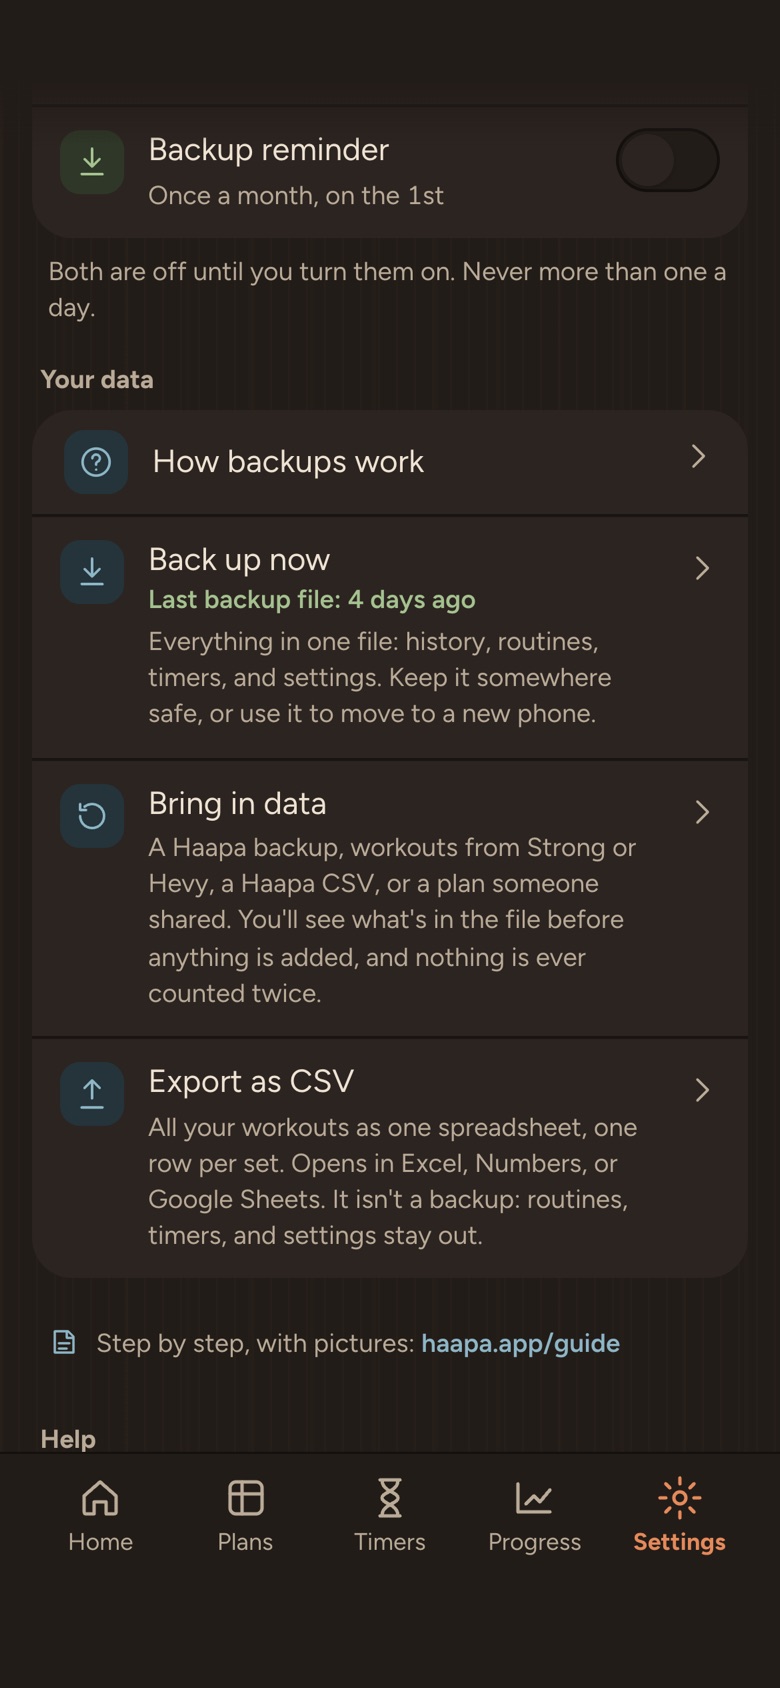 Backup reminder
Once a month, on the 1st
Both are off until you turn them on. Never more than one a
day.
Your data
How backups work
Back up now
Last backup file: 4 days ago
Everything in one file: history, routines,
timers, and settings. Keep it somewhere
safe, or use it to move to a new phone.
Bring in data
A Haapa backup, workouts from Strong or
Hevy, a Haapa CSV, or a plan someone
shared. You'll see what's in the file before
anything is added, and nothing is ever
counted twice.
Export as CSV
All your workouts as one spreadsheet, one
row per set. Opens in Excel, Numbers, or
Google Sheets. It isn't a backup: routines,
timers, and settings stay out.
Step by step, with pictures: haapa.app/guide
Help
Home Plans Timers Progress Settings